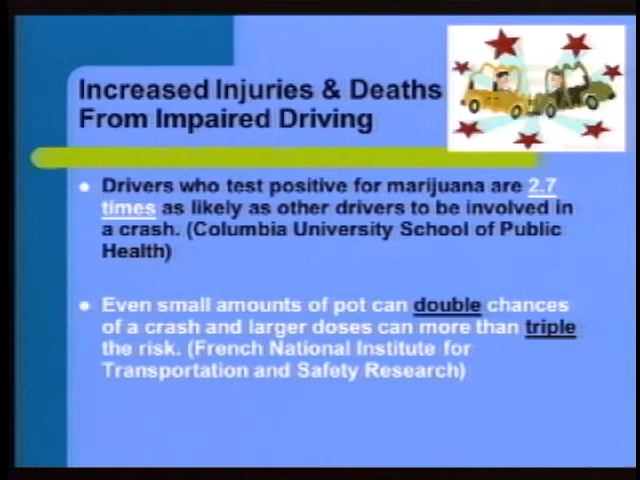 Increased Injuries & Deaths
From Impaired Driving
Drivers who test positive for marijuana are 2.7
times as likely as other drivers to be involved in
a crash. (Columbia University School of Public
Health)
Even small amounts of pot can double chances
of a crash and larger doses can more than triple
the risk. (French National Institute for
Transportation and Safety Research)